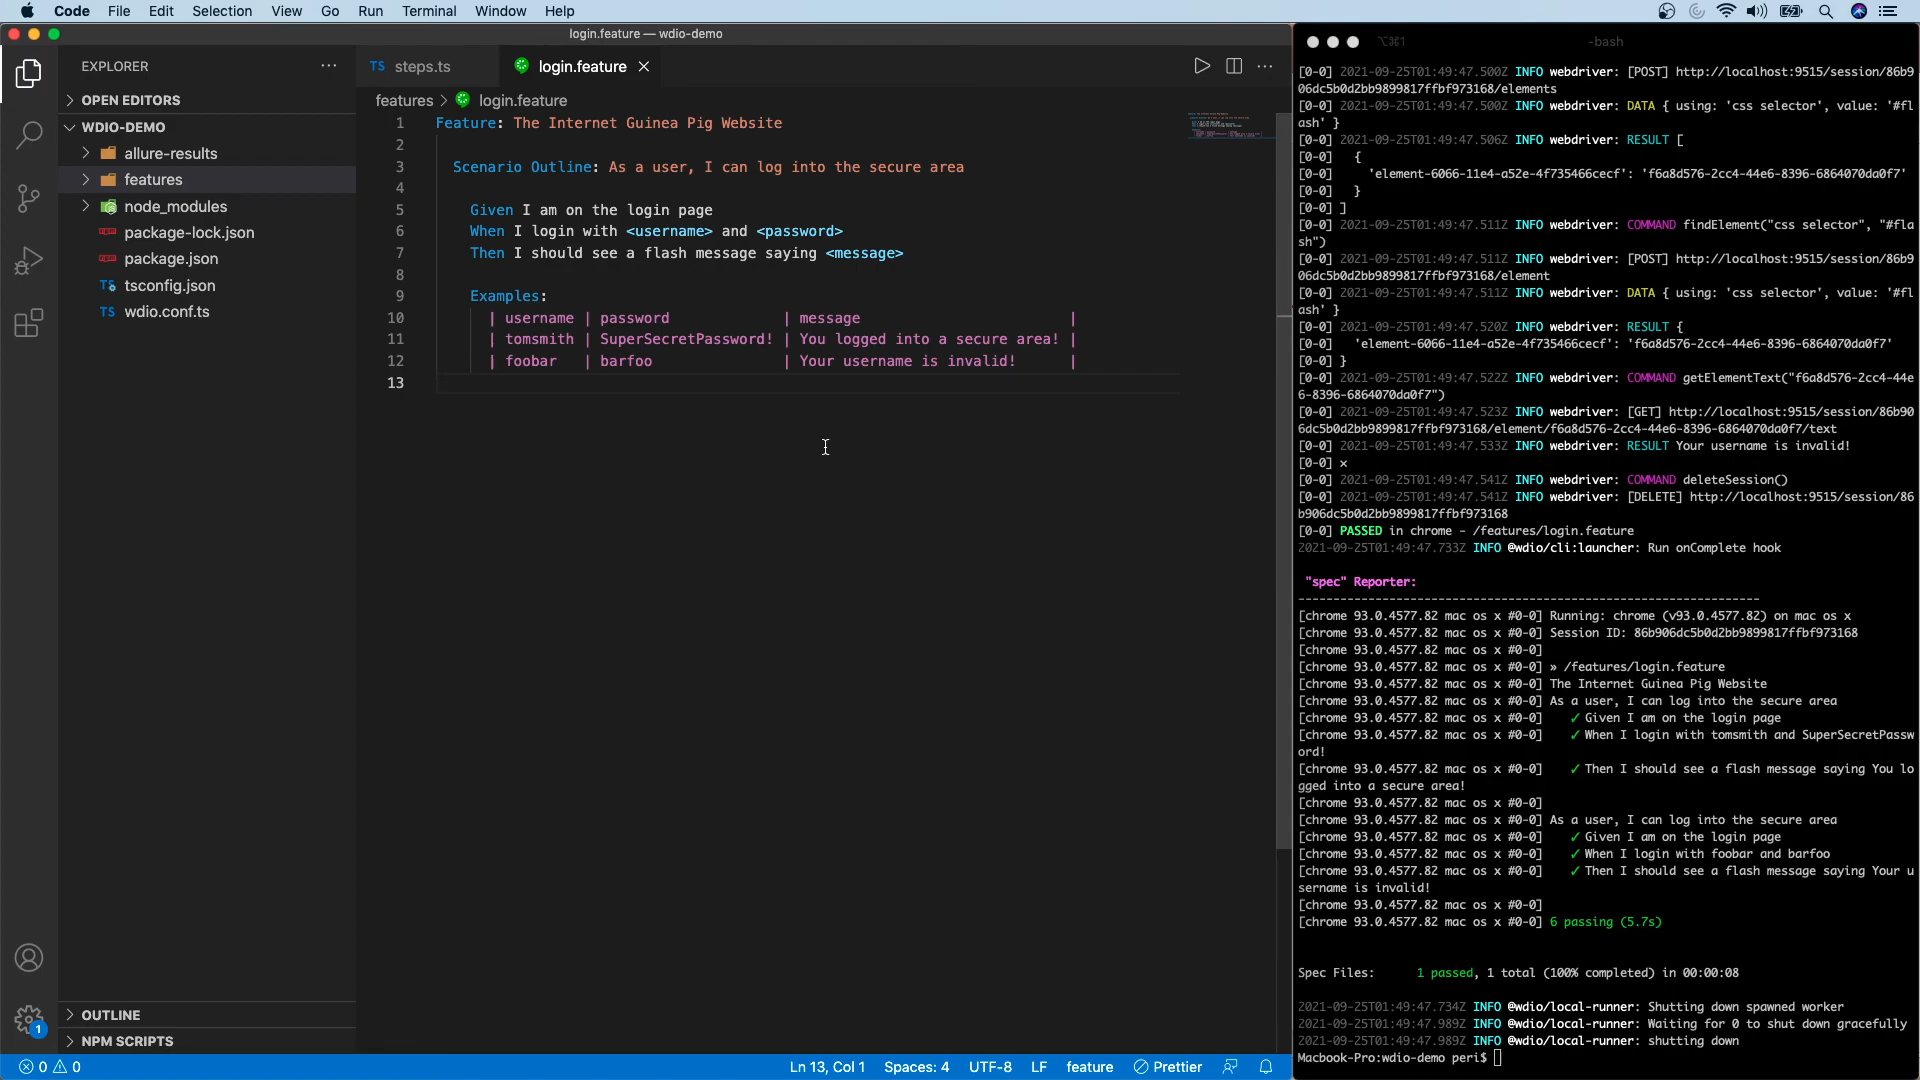 Code File Edit Selection View Go Run Terminal Window Help
login.feature — wdio-demo
EXPLORER
OPEN EDITORS
WDIO-DEMO
allure-results
features
node_modules
package-lock.json
package.json
TS tsconfig.json
TS wdio.conf.ts
OUTLINE
NPM SCRIPTS
1
TS steps.ts login.feature
features > login.feature
1 Feature: The Internet Guinea Pig Website
2
3 Scenario Outline: As a user, I can log into the secure area
4
5 Given I am on the login page
6 When I login with <username> and <password>
7 Then I should see a flash message saying <message>
8
9 Examples:
10 | username | password | message |
11 | tomsmith | SuperSecretPassword! | You logged into a secure area! |
12 | foobar | barfoo | Your username is invalid! |
13
0 0 Ln 13, Col 1 Spaces: 4 UTF-8 LF feature Prettier
⌥⌘1 -bash
[0-0] 2021-09-25T01:49:47.500Z INFO webdriver: [POST] http://localhost:9515/session/86b9
06dc5b0d2bb9899817ffbf973168/elements
[0-0] 2021-09-25T01:49:47.500Z INFO webdriver: DATA { using: 'css selector', value: '#fl
ash' }
[0-0] 2021-09-25T01:49:47.506Z INFO webdriver: RESULT [
[0-0] {
[0-0] 'element-6066-11e4-a52e-4f735466cecf': 'f6a8d576-2cc4-44e6-8396-6864070da0f7'
[0-0] }
[0-0] ]
[0-0] 2021-09-25T01:49:47.511Z INFO webdriver: COMMAND findElement("css selector", "#fla
sh")
[0-0] 2021-09-25T01:49:47.511Z INFO webdriver: [POST] http://localhost:9515/session/86b9
06dc5b0d2bb9899817ffbf973168/element
[0-0] 2021-09-25T01:49:47.511Z INFO webdriver: DATA { using: 'css selector', value: '#fl
ash' }
[0-0] 2021-09-25T01:49:47.520Z INFO webdriver: RESULT {
[0-0] 'element-6066-11e4-a52e-4f735466cecf': 'f6a8d576-2cc4-44e6-8396-6864070da0f7'
[0-0] }
[0-0] 2021-09-25T01:49:47.522Z INFO webdriver: COMMAND getElementText("f6a8d576-2cc4-44e
6-8396-6864070da0f7")
[0-0] 2021-09-25T01:49:47.523Z INFO webdriver: [GET] http://localhost:9515/session/86b90
6dc5b0d2bb9899817ffbf973168/element/f6a8d576-2cc4-44e6-8396-6864070da0f7/text
[0-0] 2021-09-25T01:49:47.533Z INFO webdriver: RESULT Your username is invalid!
[0-0] ×
[0-0] 2021-09-25T01:49:47.541Z INFO webdriver: COMMAND deleteSession()
[0-0] 2021-09-25T01:49:47.541Z INFO webdriver: [DELETE] http://localhost:9515/session/86
b906dc5b0d2bb9899817ffbf973168
[0-0] PASSED in chrome - /features/login.feature
2021-09-25T01:49:47.733Z INFO @wdio/cli:launcher: Run onComplete hook
"spec" Reporter:
------------------------------------------------------------------
[chrome 93.0.4577.82 mac os x #0-0] Running: chrome (v93.0.4577.82) on mac os x
[chrome 93.0.4577.82 mac os x #0-0] Session ID: 86b906dc5b0d2bb9899817ffbf973168
[chrome 93.0.4577.82 mac os x #0-0]
[chrome 93.0.4577.82 mac os x #0-0] » /features/login.feature
[chrome 93.0.4577.82 mac os x #0-0] The Internet Guinea Pig Website
[chrome 93.0.4577.82 mac os x #0-0] As a user, I can log into the secure area
[chrome 93.0.4577.82 mac os x #0-0] ✓ Given I am on the login page
[chrome 93.0.4577.82 mac os x #0-0] ✓ When I login with tomsmith and SuperSecretPassw
ord!
[chrome 93.0.4577.82 mac os x #0-0] ✓ Then I should see a flash message saying You lo
gged into a secure area!
[chrome 93.0.4577.82 mac os x #0-0]
[chrome 93.0.4577.82 mac os x #0-0] As a user, I can log into the secure area
[chrome 93.0.4577.82 mac os x #0-0] ✓ Given I am on the login page
[chrome 93.0.4577.82 mac os x #0-0] ✓ When I login with foobar and barfoo
[chrome 93.0.4577.82 mac os x #0-0] ✓ Then I should see a flash message saying Your u
sername is invalid!
[chrome 93.0.4577.82 mac os x #0-0]
[chrome 93.0.4577.82 mac os x #0-0] 6 passing (5.7s)
Spec Files: 1 passed, 1 total (100% completed) in 00:00:08
2021-09-25T01:49:47.734Z INFO @wdio/local-runner: Shutting down spawned worker
2021-09-25T01:49:47.989Z INFO @wdio/local-runner: Waiting for 0 to shut down gracefully
2021-09-25T01:49:47.989Z INFO @wdio/local-runner: shutting down
Macbook-Pro:wdio-demo peri$